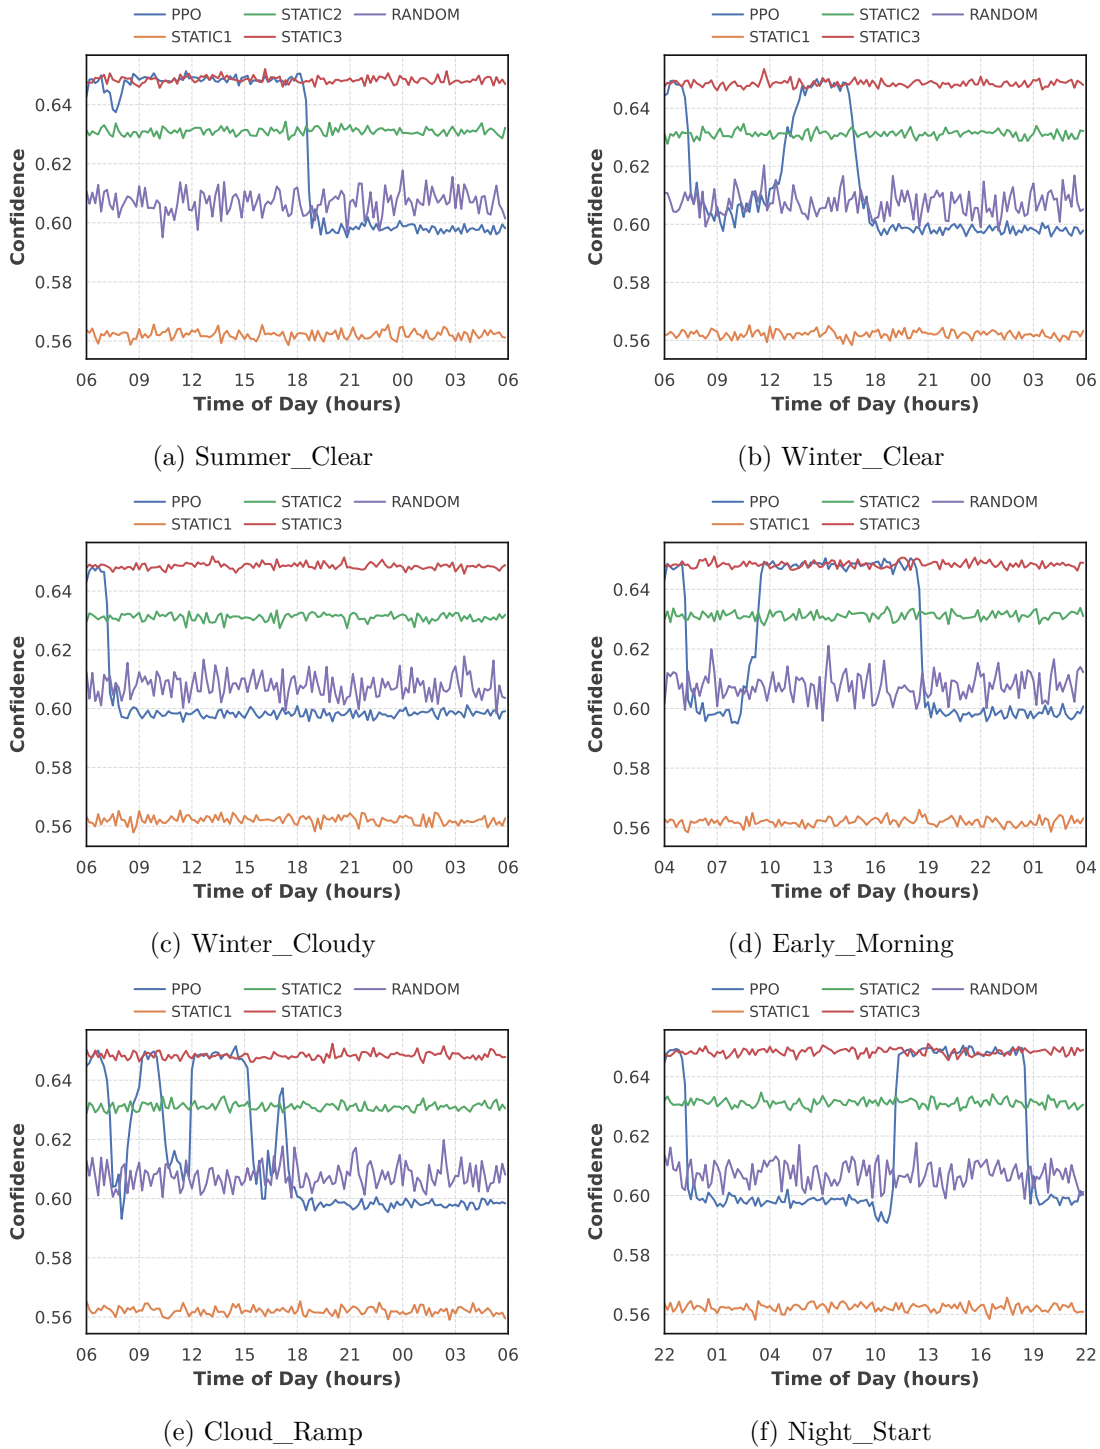 PPO STATIC2 RANDOM
STATIC1 STATIC3
Confidence
0.64
0.62
0.60
0.58
0.56
06 09 12 15 18 21 00 03 06
Time of Day (hours)
(a) Summer_Clear
PPO STATIC2 RANDOM
STATIC1 STATIC3
Confidence
0.64
0.62
0.60
0.58
0.56
06 09 12 15 18 21 00 03 06
Time of Day (hours)
(b) Winter_Clear
PPO STATIC2 RANDOM
STATIC1 STATIC3
Confidence
0.64
0.62
0.60
0.58
0.56
06 09 12 15 18 21 00 03 06
Time of Day (hours)
(c) Winter_Cloudy
PPO STATIC2 RANDOM
STATIC1 STATIC3
Confidence
0.64
0.62
0.60
0.58
0.56
04 07 10 13 16 19 22 01 04
Time of Day (hours)
(d) Early_Morning
PPO STATIC2 RANDOM
STATIC1 STATIC3
Confidence
0.64
0.62
0.60
0.58
0.56
06 09 12 15 18 21 00 03 06
Time of Day (hours)
(e) Cloud_Ramp
PPO STATIC2 RANDOM
STATIC1 STATIC3
Confidence
0.64
0.62
0.60
0.58
0.56
22 01 04 07 10 13 16 19 22
Time of Day (hours)
(f) Night_Start